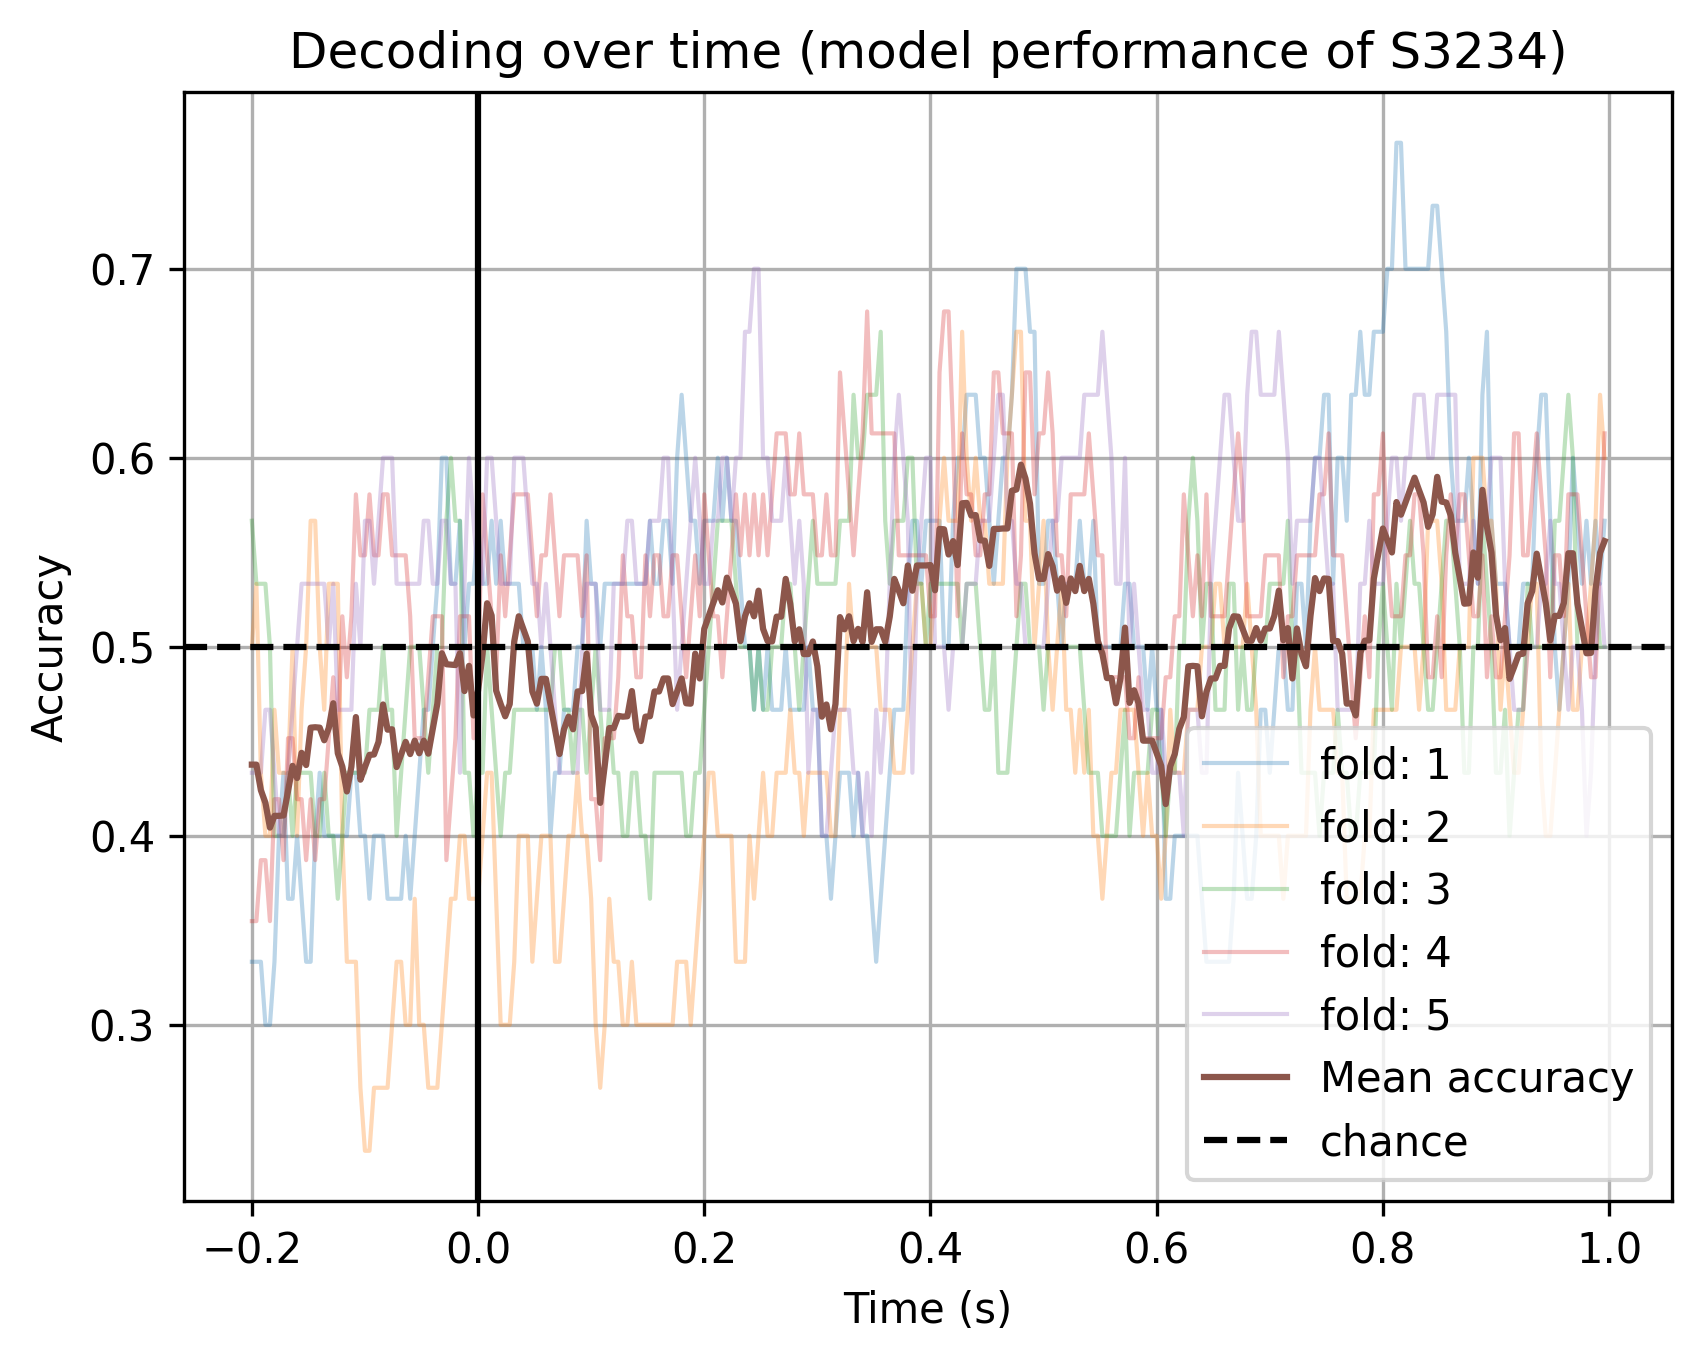 Decoding over time (model performance of S3234)
Accuracy
0.7
0.6
0.5
0.4
0.3
fold: 1
fold: 2
fold: 3
fold: 4
fold: 5
Mean accuracy
chance
−0.2 0.0 0.2 0.4 0.6 0.8 1.0
Time (s)